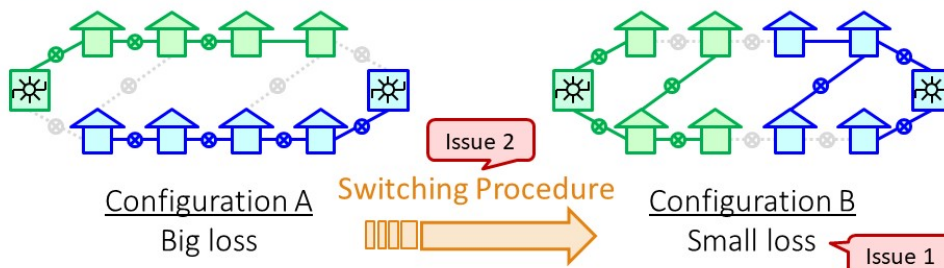 Issue 2
Configuration A
Switching Procedure
Configuration B
Big loss
Small loss
Issue 1